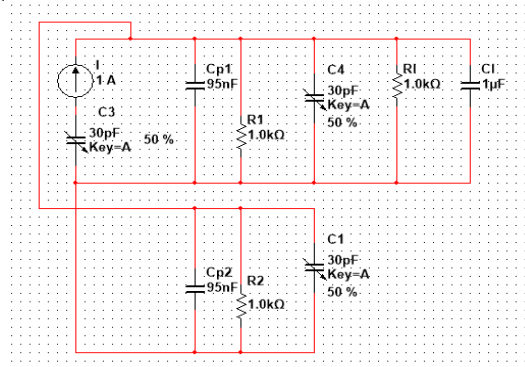 I
1 A
C3
30pF
Key=A
50 %
Cp1
95nF
R1
1.0kΩ
C4
30pF
Key=A
50 %
Rl
1.0kΩ
Cl
1µF
Cp2
95nF
R2
1.0kΩ
C1
30pF
Key=A
50 %